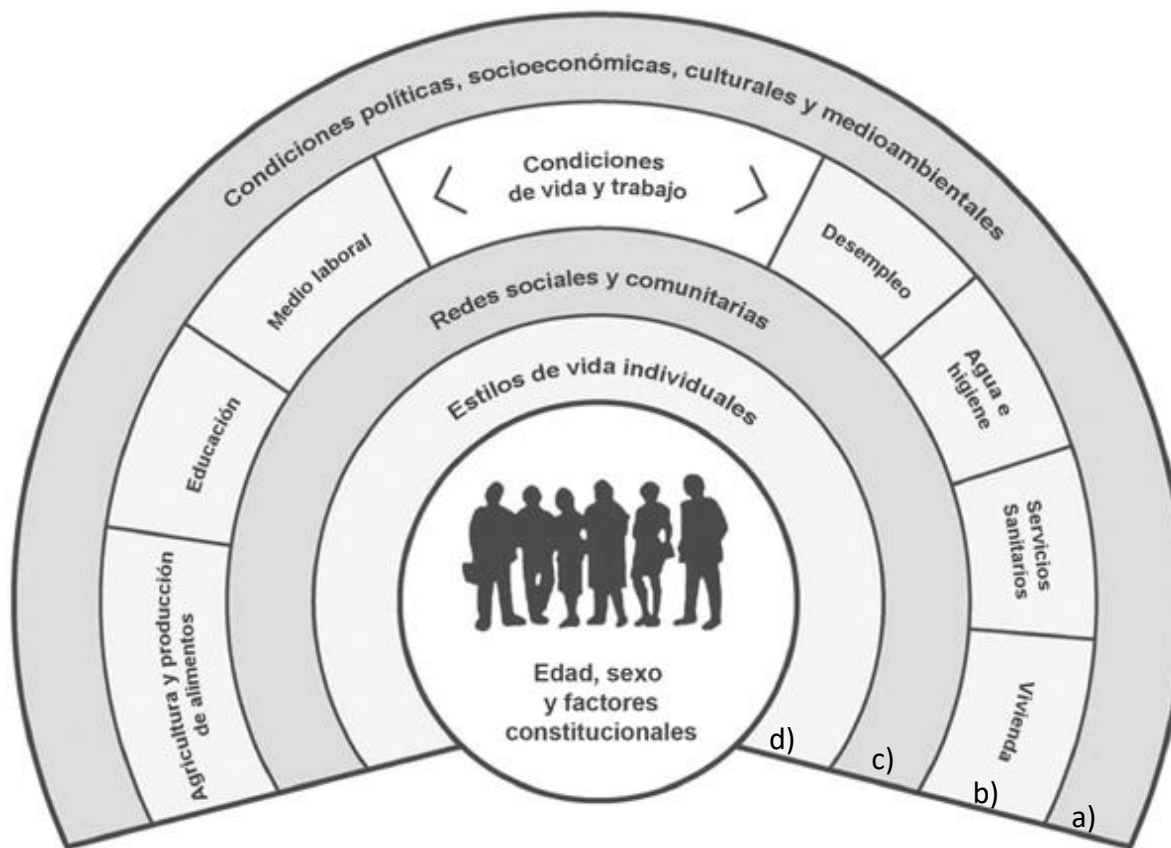 Condiciones políticas, socioeconómicas, culturales y medioambientales
Condiciones
de vida y trabajo
Medio laboral
Educación
Agricultura y producción
de alimentos
Desempleo
Agua e
higiene
Servicios
Sanitarios
Vivienda
Redes sociales y comunitarias
Estilos de vida individuales
Edad, sexo
y factores
constitucionales
d)
c)
b)
a)